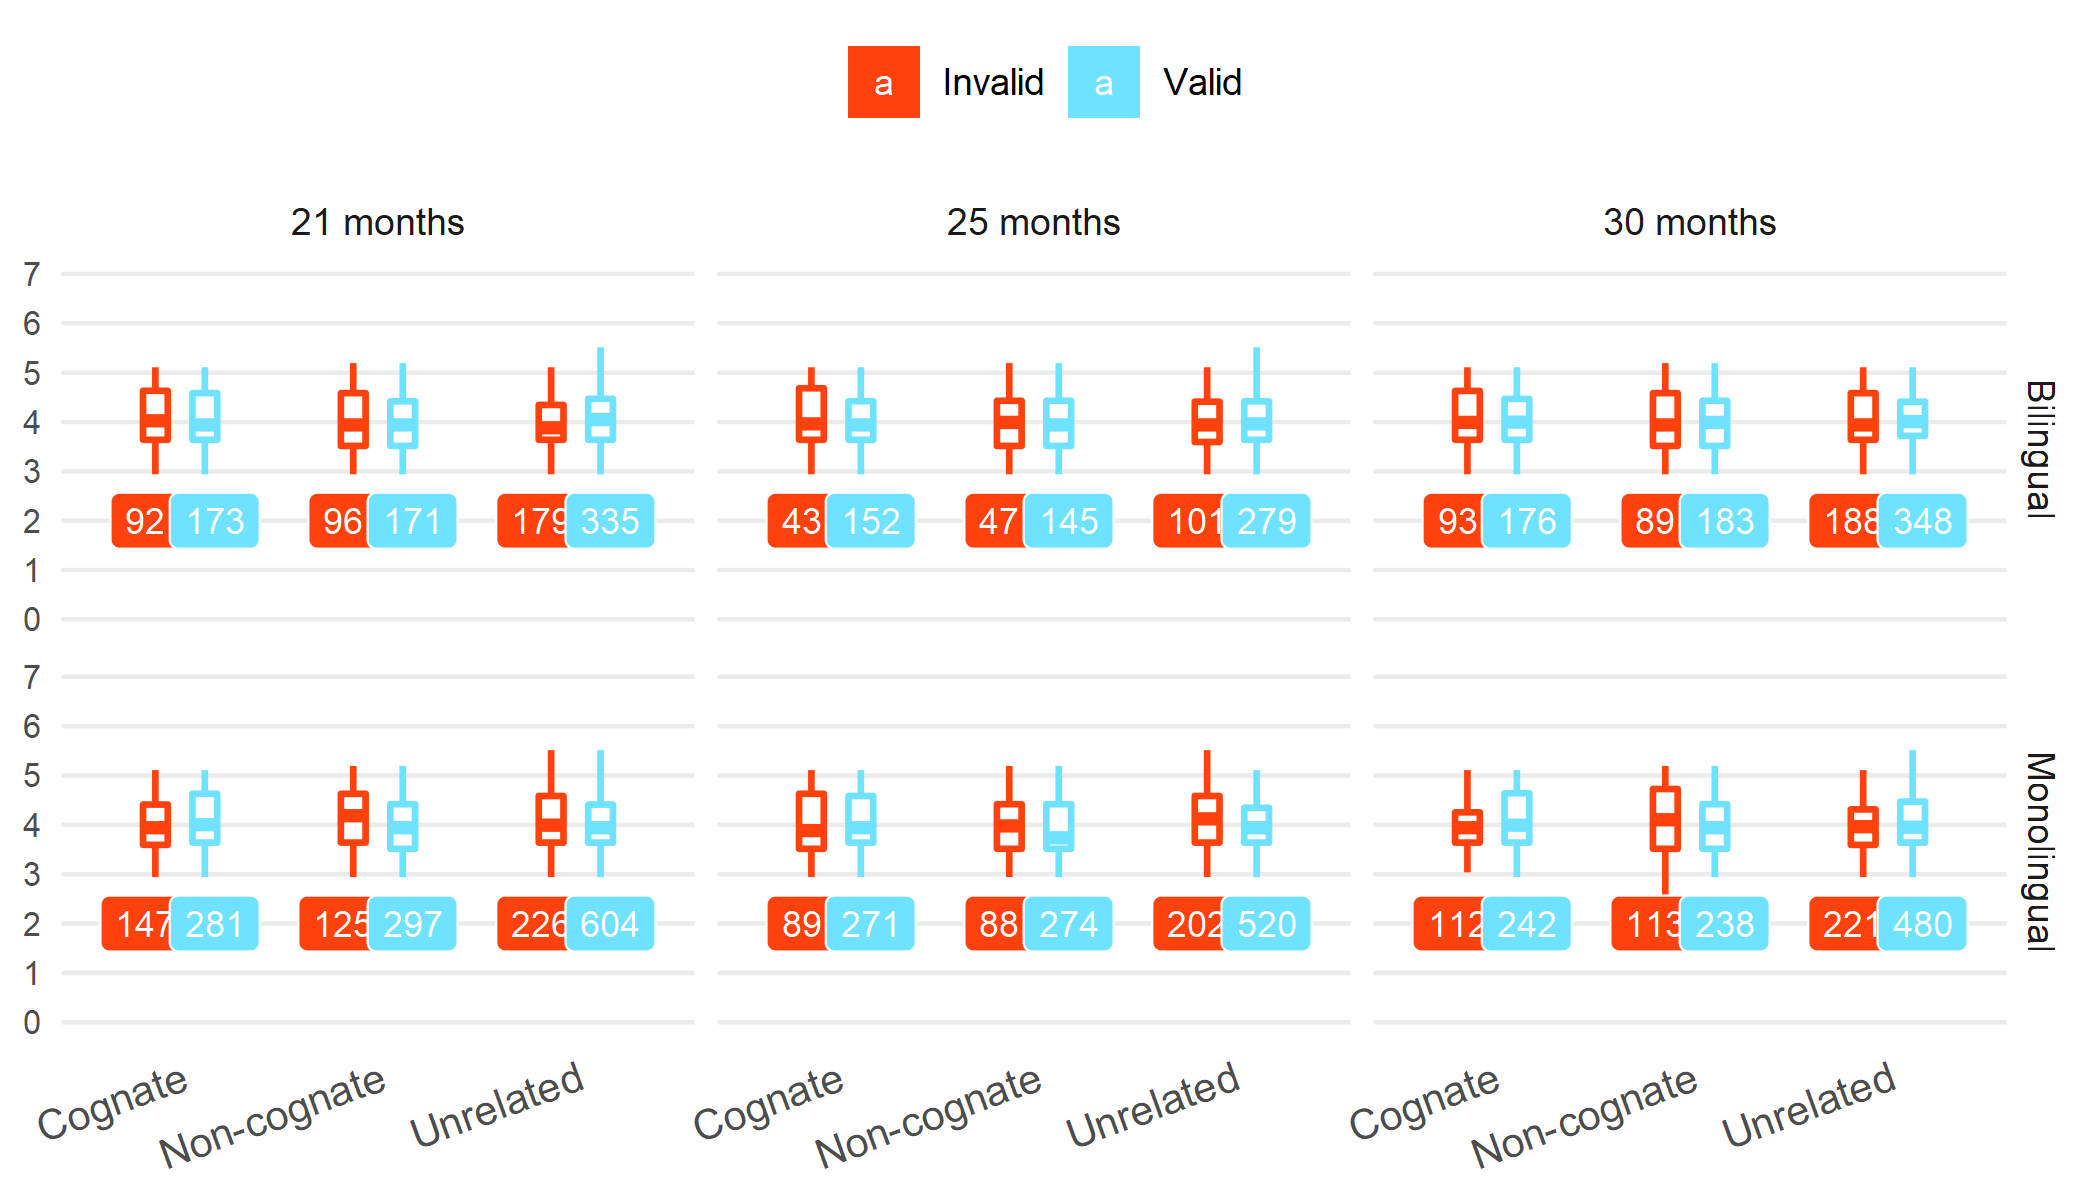 a Invalid a Valid
21 months 25 months 30 months
7
6
5
4
3
92 173 96 171 179 335 43 152 47 145 101 279 93 176 89 183 188 348
2
1
0
Bilingual
7
6
5
4
3
147 281 125 297 226 604 89 271 88 274 202 520 112 242 113 238 221 480
2
1
0
Monolingual
Cognate Non-cognate Unrelated Cognate Non-cognate Unrelated Cognate Non-cognate Unrelated